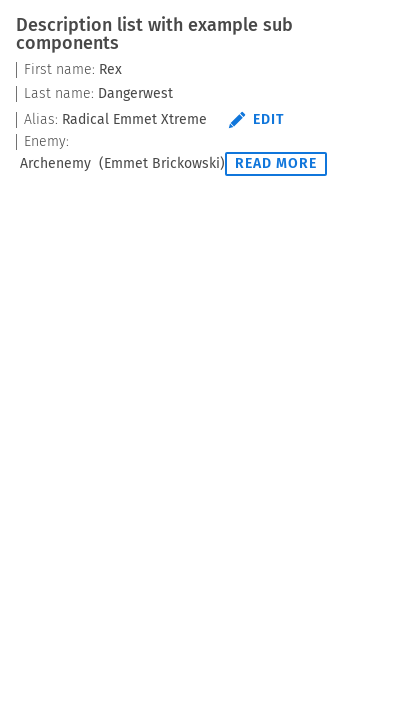 Description list with example sub
components
First name: Rex
Last name: Dangerwest
Alias: Radical Emmet Xtreme EDIT
Enemy:
Archenemy (Emmet Brickowski) READ MORE